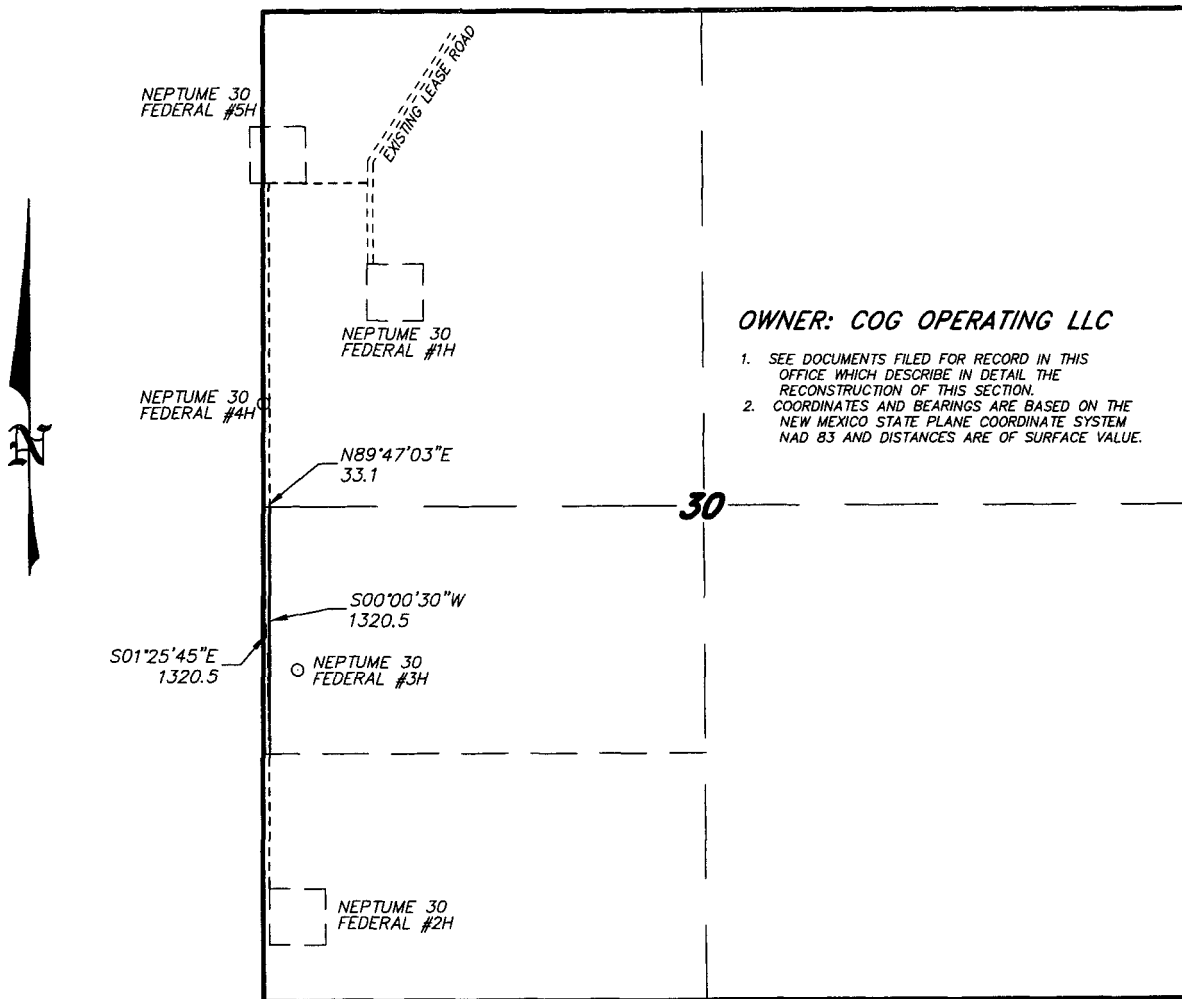 EXISTING LEASE ROAD
NEPTUME 30
FEDERAL #5H
NEPTUME 30
FEDERAL #1H
OWNER: COG OPERATING LLC
1. SEE DOCUMENTS FILED FOR RECORD IN THIS
OFFICE WHICH DESCRIBE IN DETAIL THE
RECONSTRUCTION OF THIS SECTION.
2. COORDINATES AND BEARINGS ARE BASED ON THE
NEW MEXICO STATE PLANE COORDINATE SYSTEM
NAD 83 AND DISTANCES ARE OF SURFACE VALUE.
NEPTUME 30
FEDERAL #4H
N
N89°47'03"E
33.1
30
S00°00'30"W
1320.5
S01°25'45"E
1320.5
NEPTUME 30
FEDERAL #3H
NEPTUME 30
FEDERAL #2H